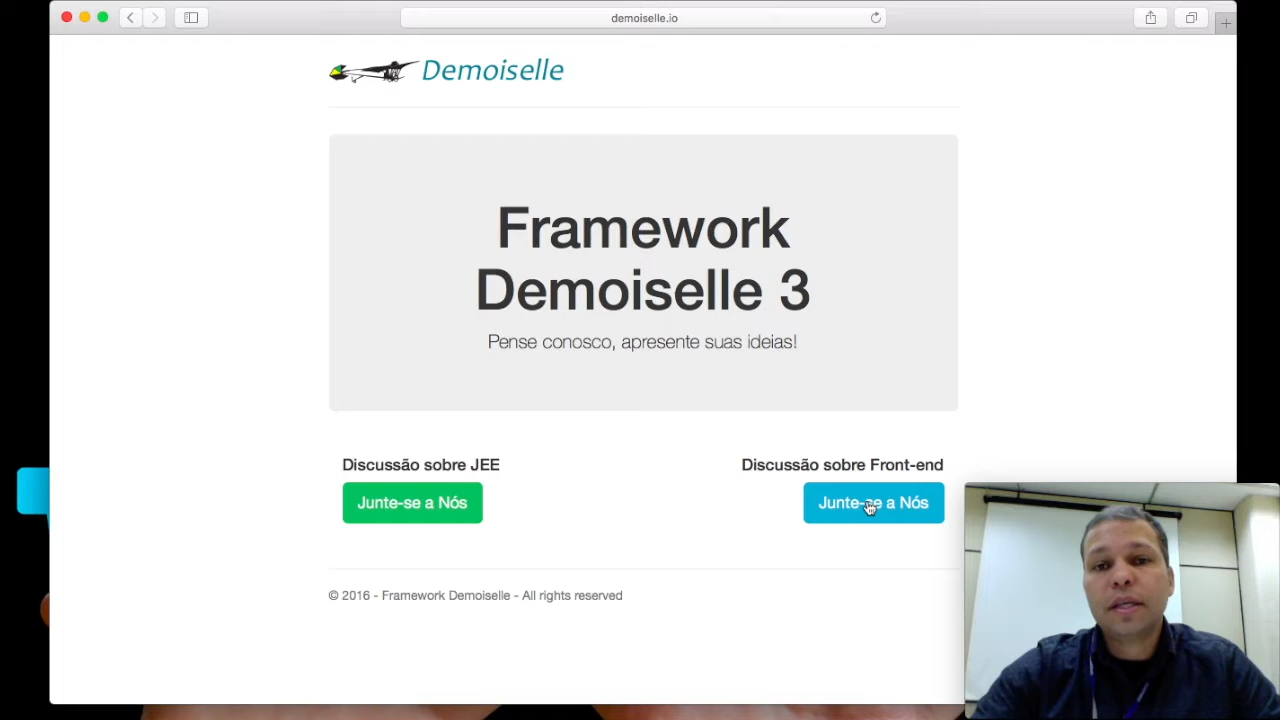 demoiselle.io
Demoiselle
Framework
Demoiselle 3
Pense conosco, apresente suas ideias!
Discussão sobre JEE
Discussão sobre Front-end
Junte-se a Nós
Junte-se a Nós
© 2016 - Framework Demoiselle - All rights reserved